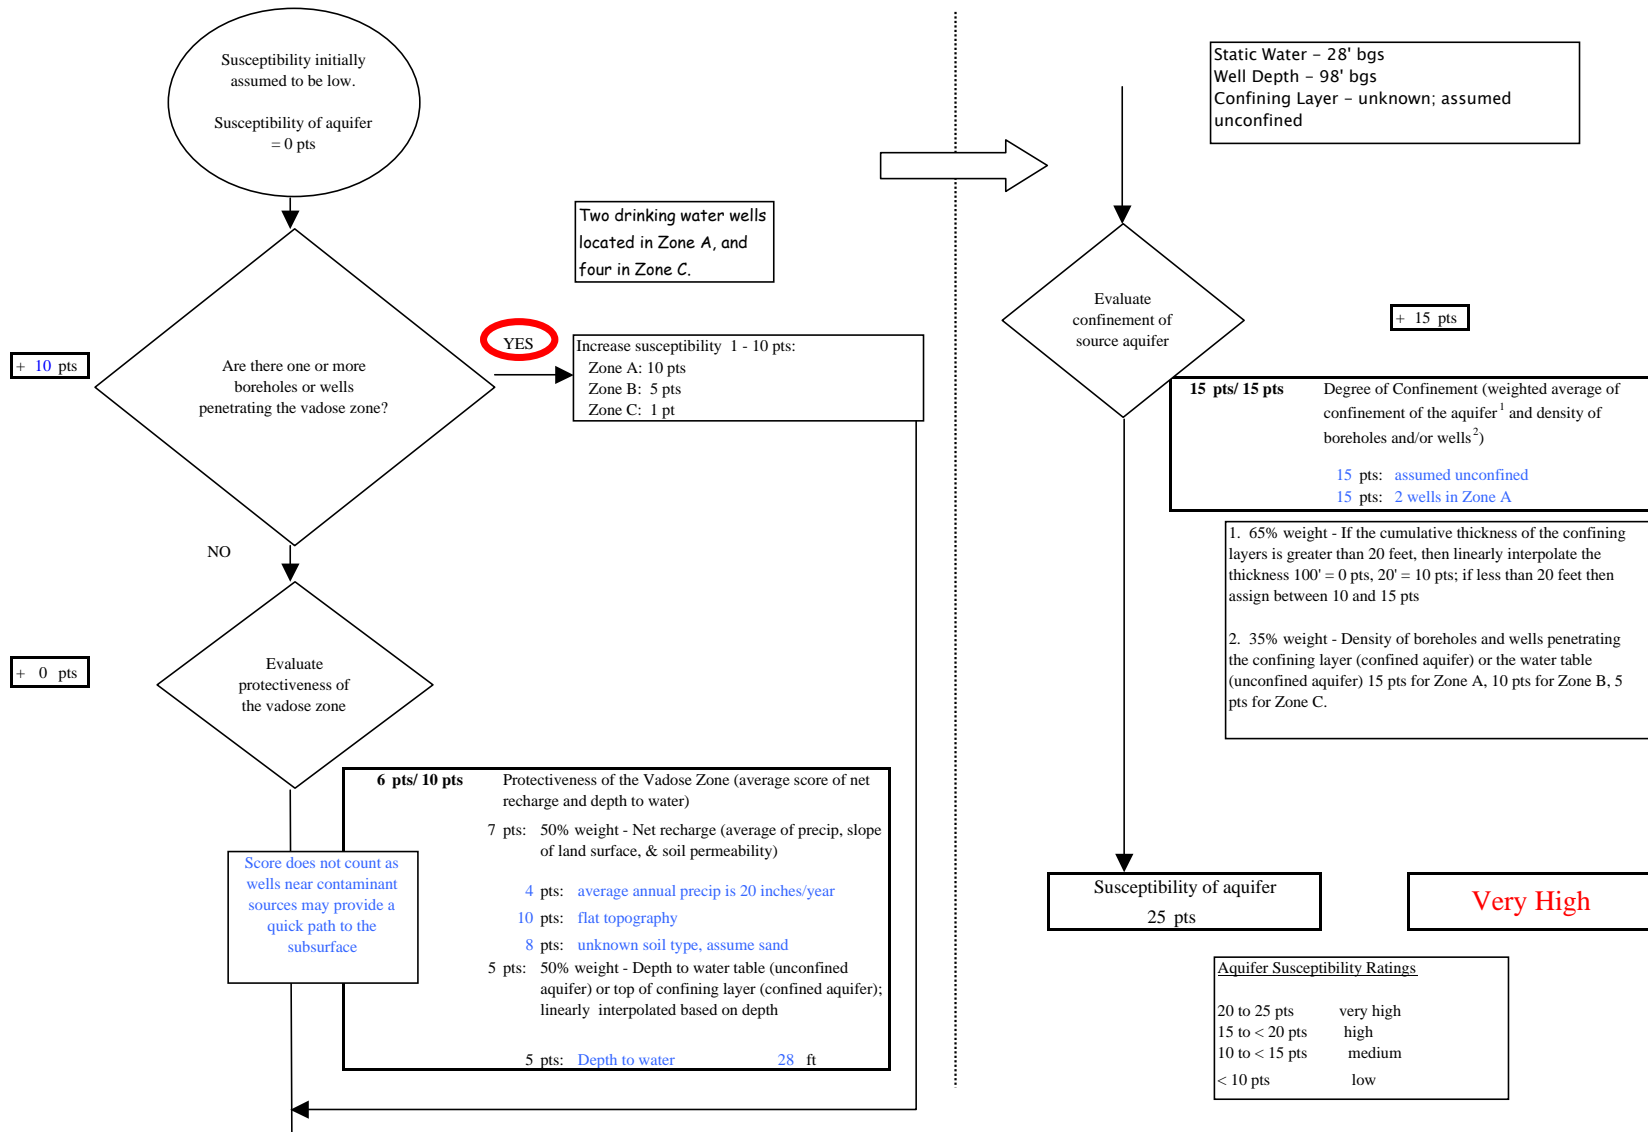 Susceptibility initially
assumed to be low.
Susceptibility of aquifer
= 0 pts
Two drinking water wells
located in Zone A, and
four in Zone C.
YES
+ 10 pts
Are there one or more
boreholes or wells
penetrating the vadose zone?
Increase susceptibility 1 - 10 pts:
Zone A: 10 pts
Zone B: 5 pts
Zone C: 1 pt
NO
+ 0 pts
Evaluate
protectiveness of
the vadose zone
6 pts/ 10 pts Protectiveness of the Vadose Zone (average score of net
recharge and depth to water)
7 pts: 50% weight - Net recharge (average of precip, slope
of land surface, & soil permeability)
4 pts: average annual precip is 20 inches/year
10 pts: flat topography
8 pts: unknown soil type, assume sand
5 pts: 50% weight - Depth to water table (unconfined
aquifer) or top of confining layer (confined aquifer);
linearly interpolated based on depth
5 pts: Depth to water 28 ft
Score does not count as
wells near contaminant
sources may provide a
quick path to the
subsurface
Static Water - 28' bgs
Well Depth - 98' bgs
Confining Layer - unknown; assumed
unconfined
Evaluate
confinement of
source aquifer
+ 15 pts
15 pts/ 15 pts Degree of Confinement (weighted average of
confinement of the aquifer1 and density of
boreholes and/or wells2)
15 pts: assumed unconfined
15 pts: 2 wells in Zone A
1. 65% weight - If the cumulative thickness of the confining
layers is greater than 20 feet, then linearly interpolate the
thickness 100' = 0 pts, 20' = 10 pts; if less than 20 feet then
assign between 10 and 15 pts
2. 35% weight - Density of boreholes and wells penetrating
the confining layer (confined aquifer) or the water table
(unconfined aquifer) 15 pts for Zone A, 10 pts for Zone B, 5
pts for Zone C.
Susceptibility of aquifer
25 pts
Very High
Aquifer Susceptibility Ratings
20 to 25 pts very high
15 to < 20 pts high
10 to < 15 pts medium
< 10 pts low